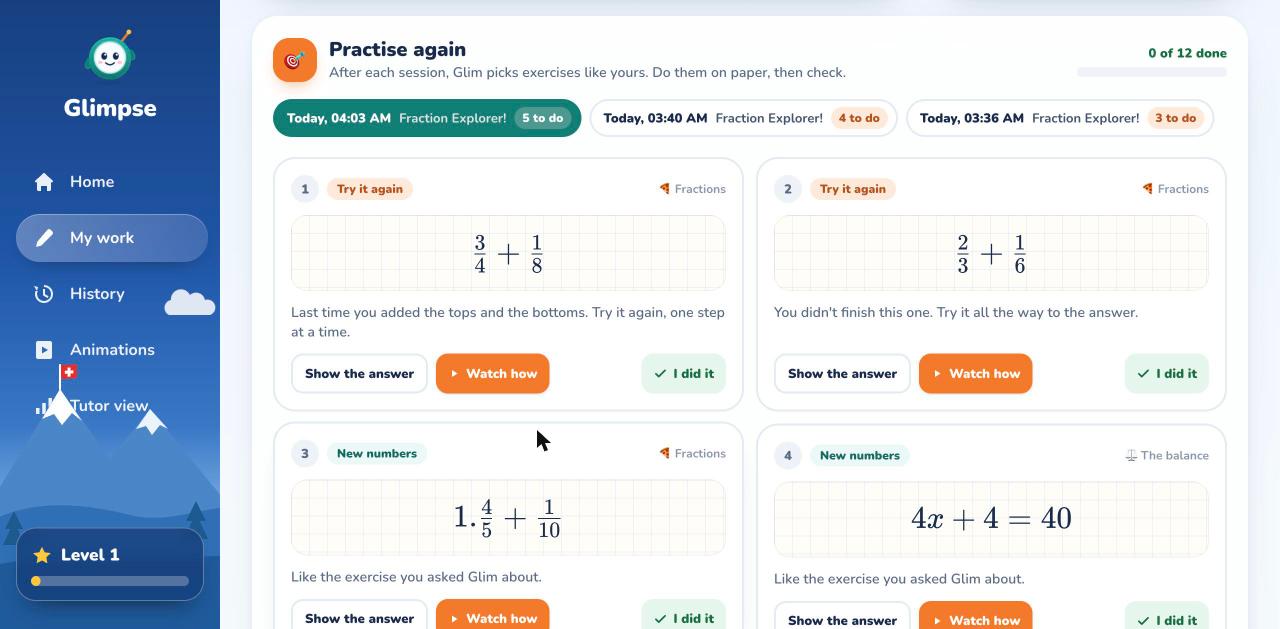 Glimpse
Home
My work
History
Animations
Tutor view
Level 1
Practise again
After each session, Glim picks exercises like yours. Do them on paper, then check.
0 of 12 done
Today, 04:03 AM Fraction Explorer! 5 to do
Today, 03:40 AM Fraction Explorer! 4 to do
Today, 03:36 AM Fraction Explorer! 3 to do
1 Try it again Fractions
3/4 + 1/8
Last time you added the tops and the bottoms. Try it again, one step
at a time.
Show the answer Watch how I did it
2 Try it again Fractions
2/3 + 1/6
You didn't finish this one. Try it all the way to the answer.
Show the answer Watch how I did it
3 New numbers Fractions
1. 4/5 + 1/10
Like the exercise you asked Glim about.
Show the answer Watch how I did it
4 New numbers The balance
4x + 4 = 40
Like the exercise you asked Glim about.
Show the answer Watch how I did it